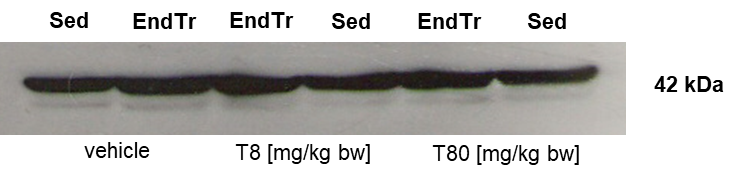 Sed EndTr EndTr Sed EndTr Sed
42 kDa
vehicle T8 [mg/kg bw] T80 [mg/kg bw]